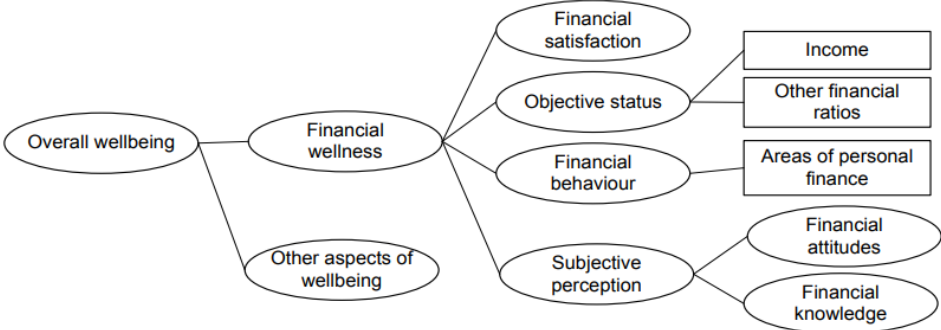 Financial
satisfaction
Income
Objective status
Other financial
ratios
Overall wellbeing
Financial
wellness
Financial
behaviour
Areas of personal
finance
Other aspects of
wellbeing
Subjective
perception
Financial
attitudes
Financial
knowledge